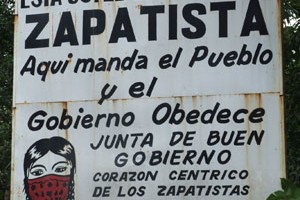 ZAPATISTA
Aqui manda el Pueblo
y el
Gobierno Obedece
JUNTA DE BUEN
GOBIERNO
CORAZON CENTRICO
DE LOS ZAPATISTAS